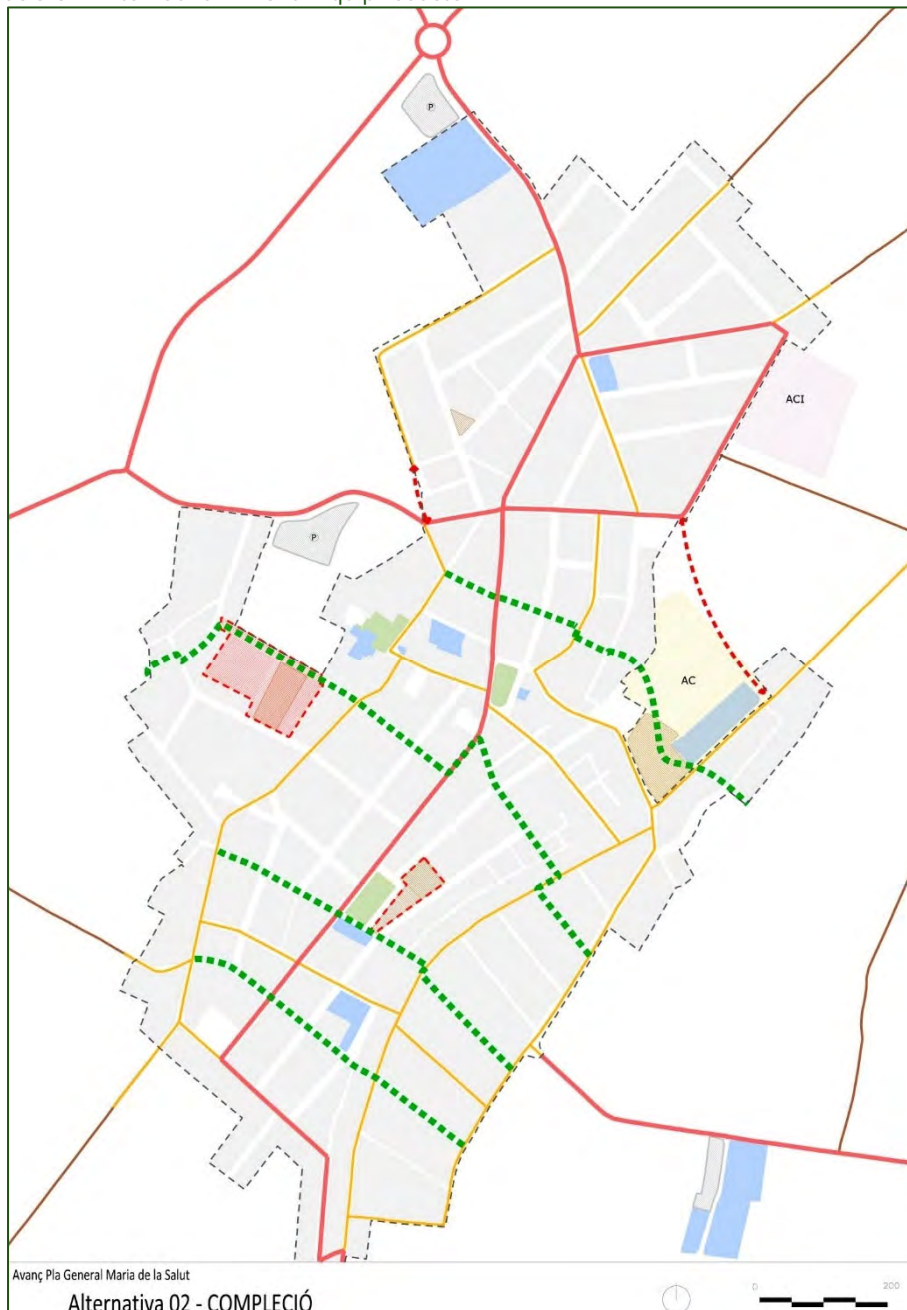 P
ACI
P
AC
Avanç Pla General Maria de la Salut
0 200
Alternativa 02 - COMPLECIÓ